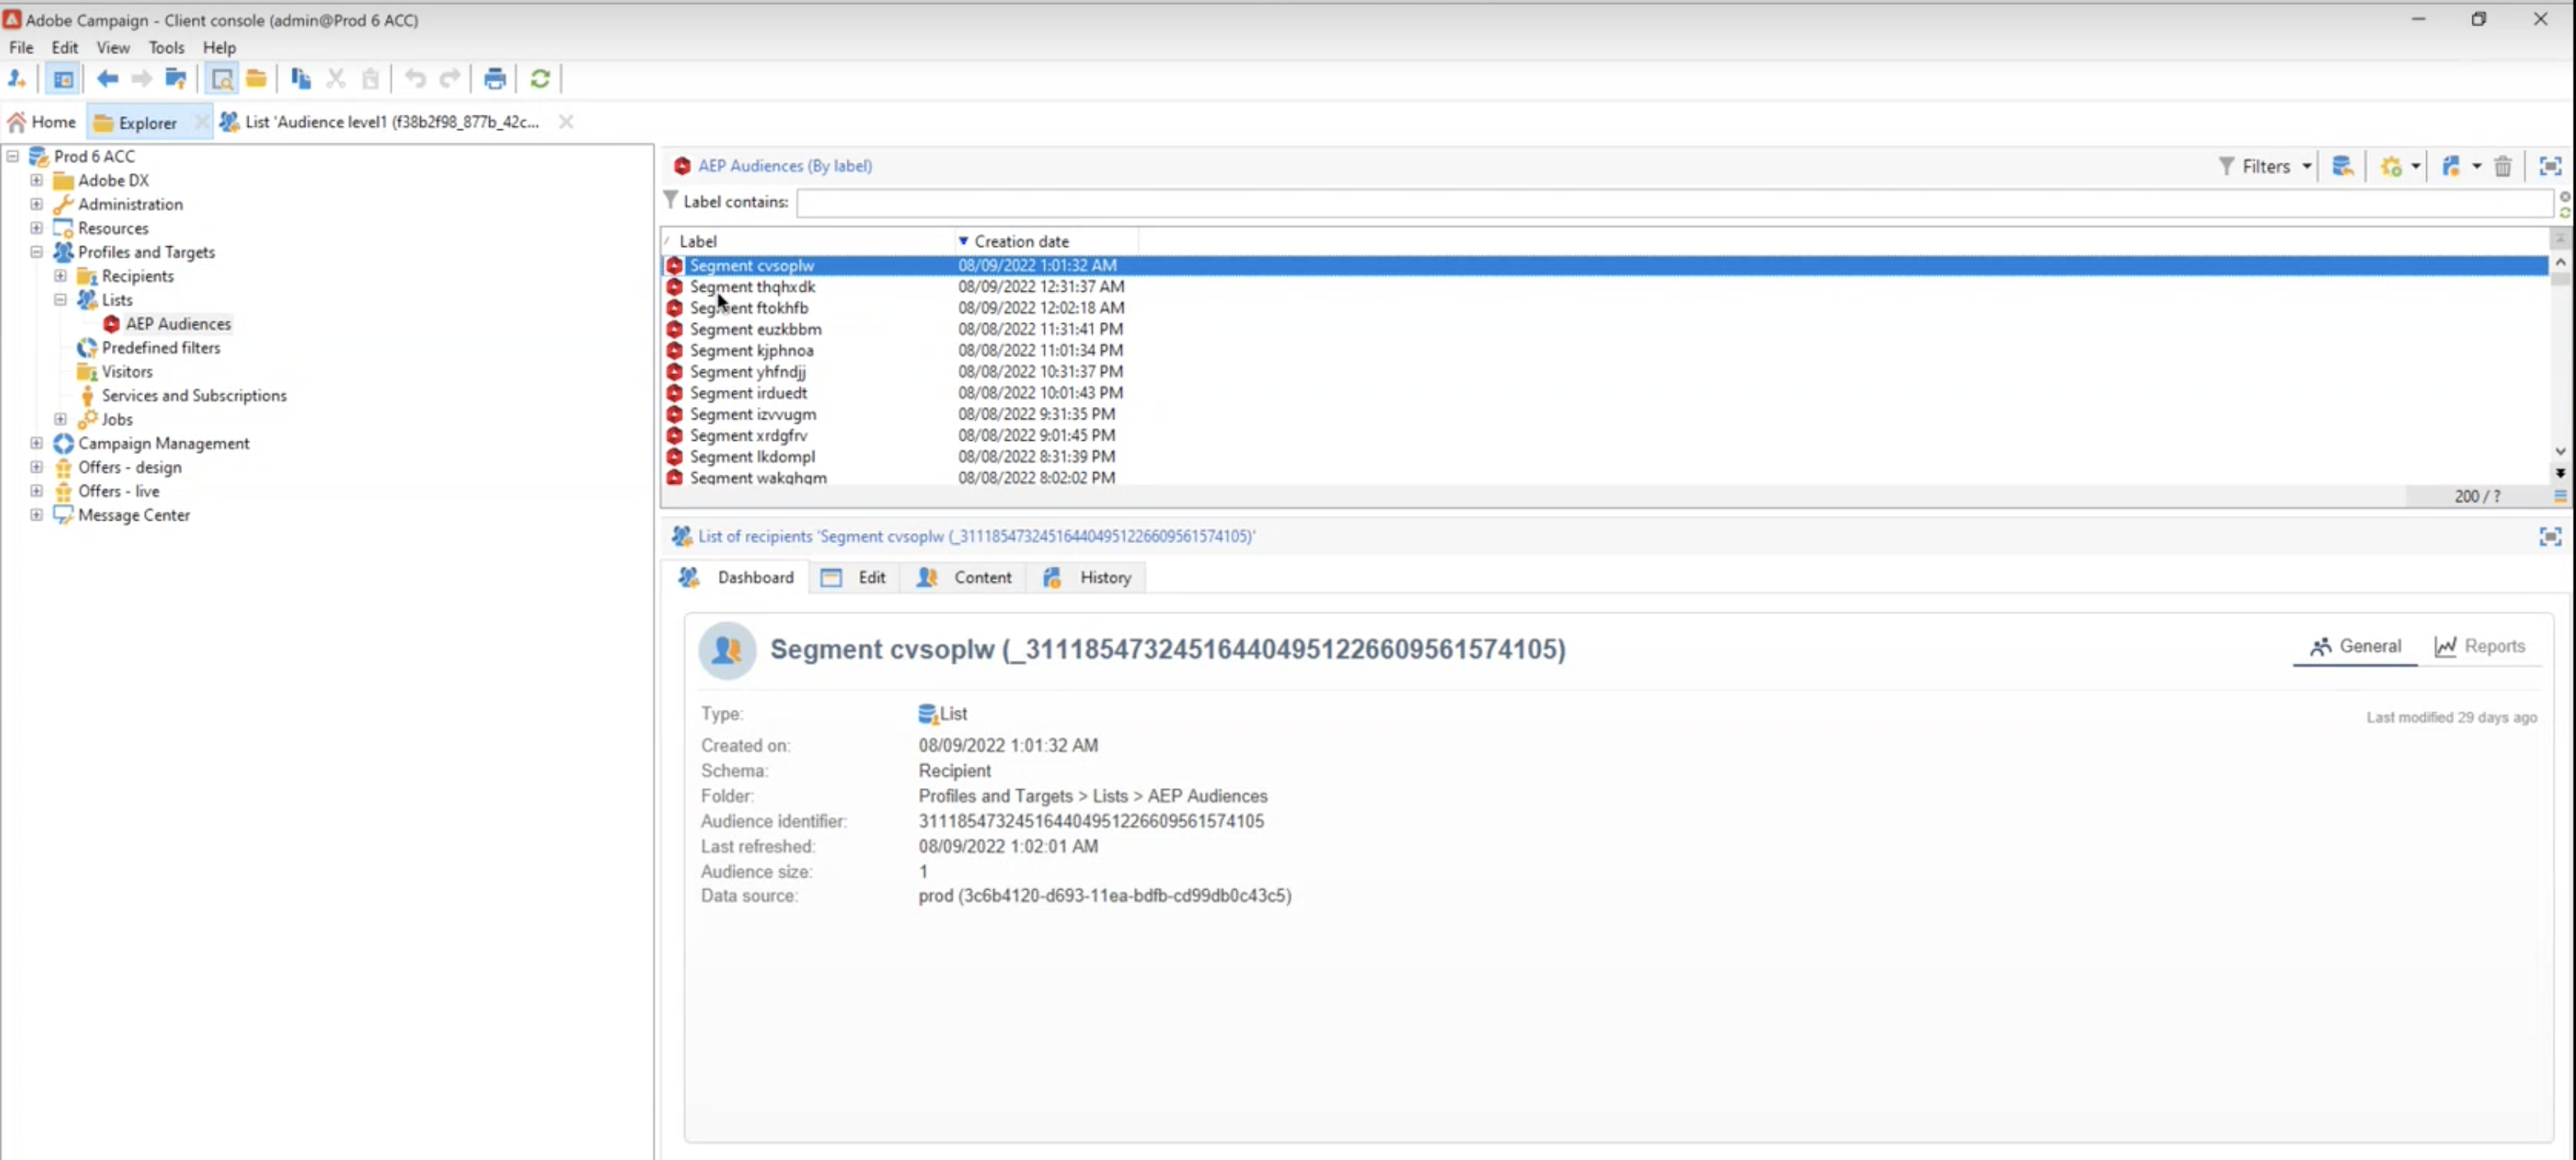 Adobe Campaign - Client console (admin@Prod 6 ACC)
File Edit View Tools Help
Home Explorer List 'Audience level1 (f38b2f98_877b_42c...
Prod 6 ACC
Adobe DX
Administration
Resources
Profiles and Targets
Recipients
Lists
AEP Audiences
Predefined filters
Visitors
Services and Subscriptions
Jobs
Campaign Management
Offers - design
Offers - live
Message Center
AEP Audiences (By label) Filters
Label contains:
Label Creation date
Segment cvsoplw 08/09/2022 1:01:32 AM
Segment thqhxdk 08/09/2022 12:31:37 AM
Segment ftokhfb 08/09/2022 12:02:18 AM
Segment euzkbbm 08/08/2022 11:31:41 PM
Segment kjphnoa 08/08/2022 11:01:34 PM
Segment yhfndjj 08/08/2022 10:31:37 PM
Segment irduedt 08/08/2022 10:01:43 PM
Segment izvvugm 08/08/2022 9:31:35 PM
Segment xrdgfrv 08/08/2022 9:01:45 PM
Segment lkdompl 08/08/2022 8:31:39 PM
Segment 08/08/2022 8:02:02 PM
200 / ?
List of recipients 'Segment cvsoplw (_311185473245164404951226609561574105)'
Dashboard Edit Content History
Segment cvsoplw (_311185473245164404951226609561574105) General Reports
Type: List Last modified 29 days ago
Created on: 08/09/2022 1:01:32 AM
Schema: Recipient
Folder: Profiles and Targets > Lists > AEP Audiences
Audience identifier: 311185473245164404951226609561574105
Last refreshed: 08/09/2022 1:02:01 AM
Audience size: 1
Data source: prod (3c6b4120-d693-11ea-bdfb-cd99db0c43c5)